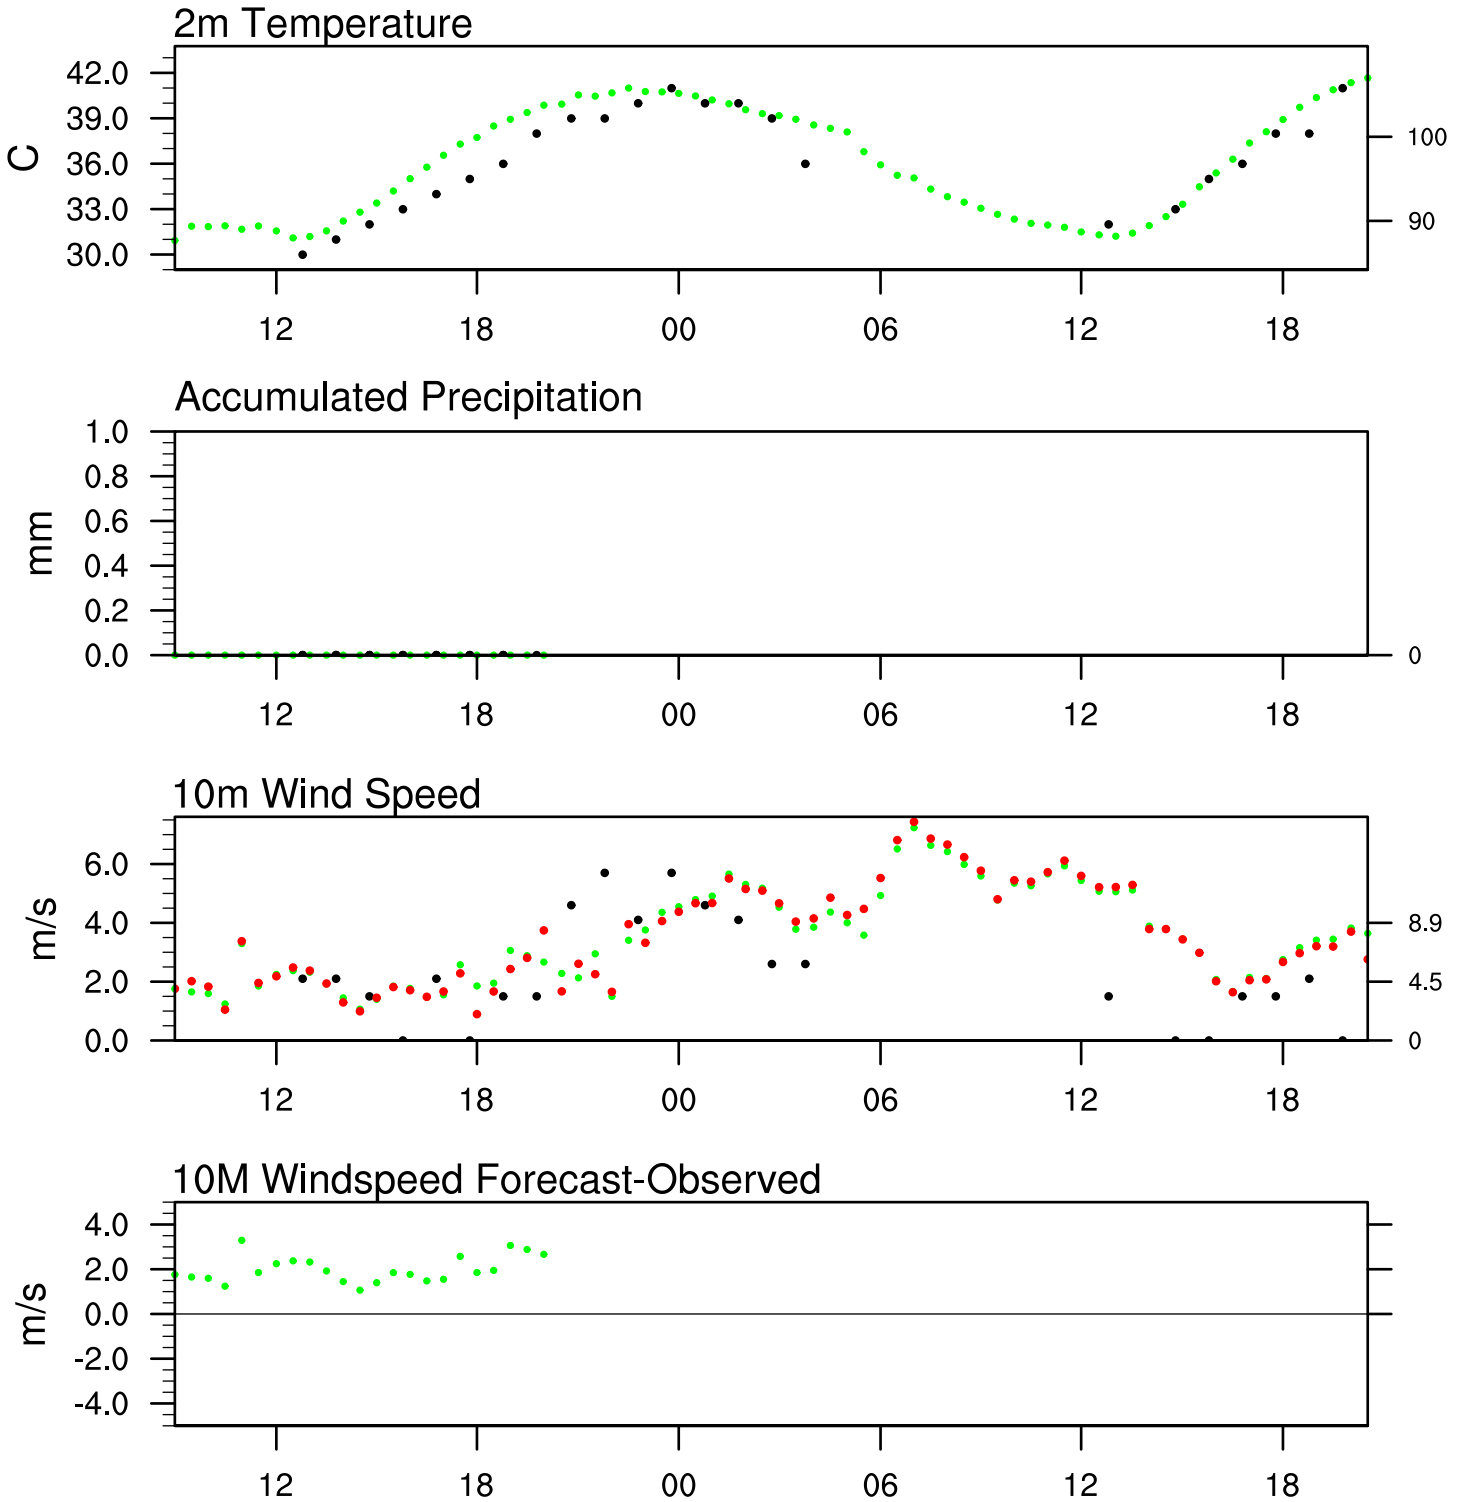 2m Temperature
42.0
39.0
36.0
33.0
30.0
C
100
90
12 18 00 06 12 18
Accumulated Precipitation
1.0
0.8
0.6
0.4
0.2
0.0
mm
0
12 18 00 06 12 18
10m Wind Speed
6.0
4.0
2.0
0.0
m/s
8.9
4.5
0
12 18 00 06 12 18
10M Windspeed Forecast-Observed
4.0
2.0
0.0
-2.0
-4.0
m/s
12 18 00 06 12 18